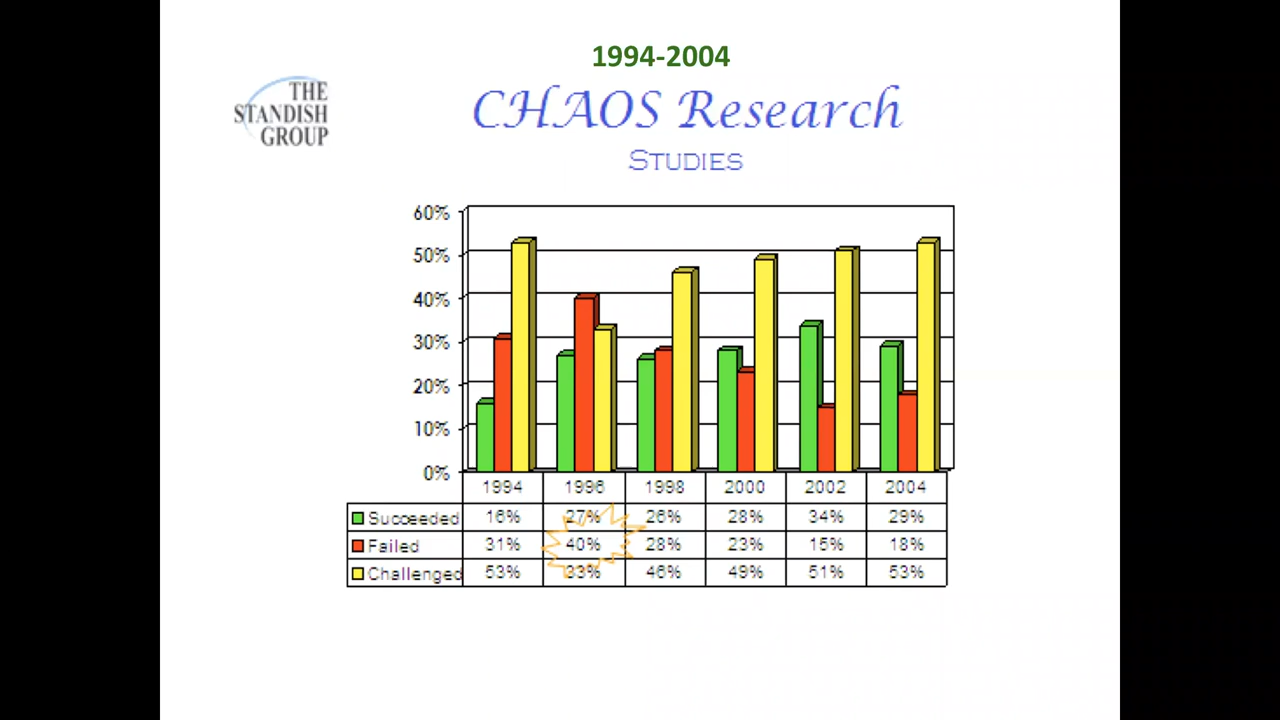 1994-2004
THE
STANDISH
GROUP
CHAOS Research
STUDIES
60%
50%
40%
30%
20%
10%
0%
1994 1996 1998 2000 2002 2004
Succeeded 16% 27% 26% 28% 34% 29%
Failed 31% 40% 28% 23% 15% 18%
Challenged 53% 33% 46% 49% 51% 53%